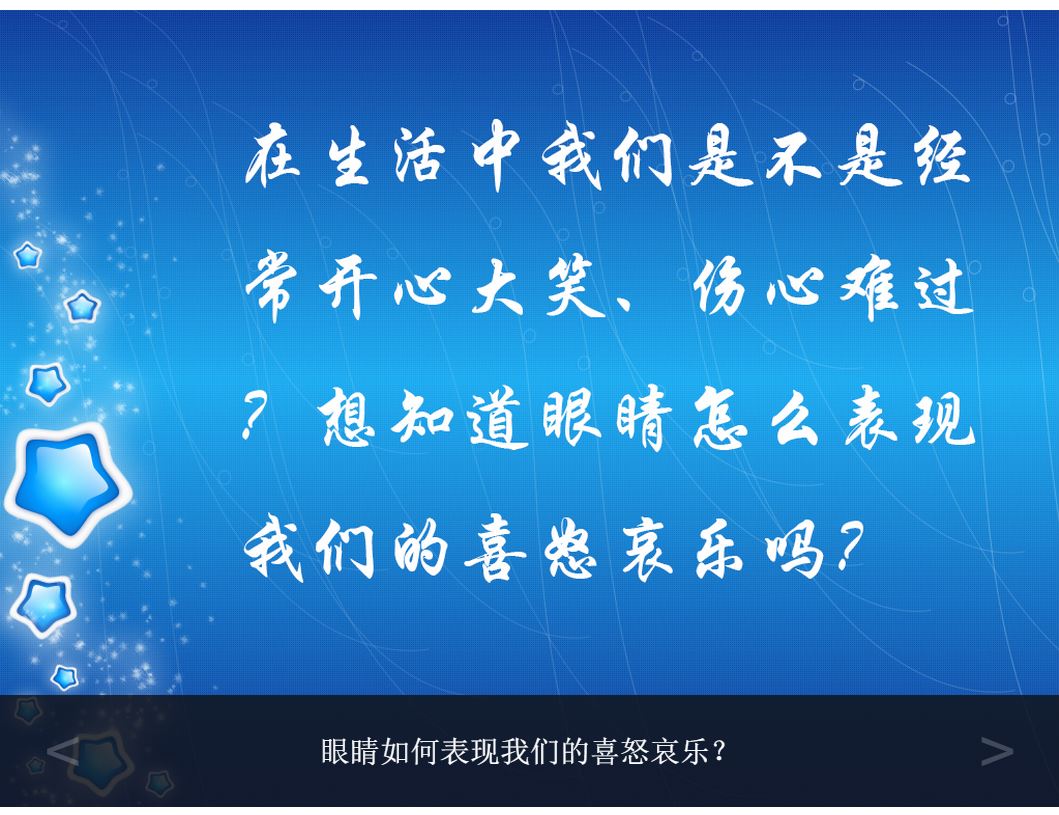 在生活中我们是不是经
常开心大笑、伤心难过
？想知道眼睛怎么表现
我们的喜怒哀乐吗？
< 眼睛如何表现我们的喜怒哀乐？ >